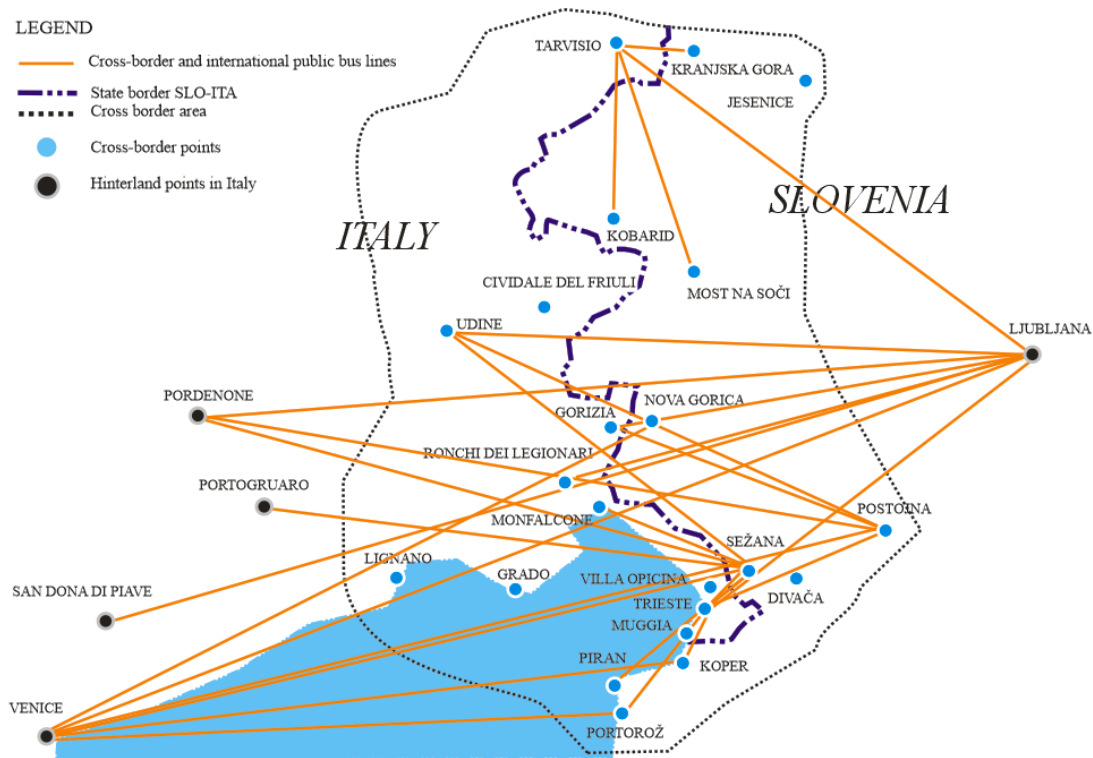 LEGEND
Cross-border and international public bus lines
State border SLO-ITA
Cross border area
Cross-border points
Hinterland points in Italy
TARVISIO
KRANJSKA GORA
JESENICE
SLOVENIA
ITALY
KOBARID
MOST NA SOČI
CIVIDALE DEL FRIULI
UDINE
LJUBLJANA
PORDENONE
NOVA GORICA
GORIZIA
RONCHI DEI LEGIONARI
PORTOGRUARO
POSTOJNA
MONFALCONE
SEŽANA
LIGNANO
GRADO
VILLA OPICINA
SAN DONA DI PIAVE
DIVAČA
TRIESTE
MUGGIA
PIRAN
KOPER
VENICE
PORTOROŽ